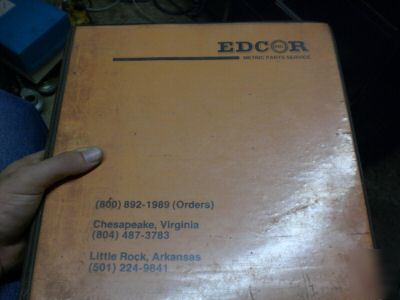 EDCOR
METRIC PARTS SERVICE
(800) 892-1989 (Orders)
Chesapeake, Virginia
(804) 487-3783
Little Rock, Arkansas
(501) 224-9841